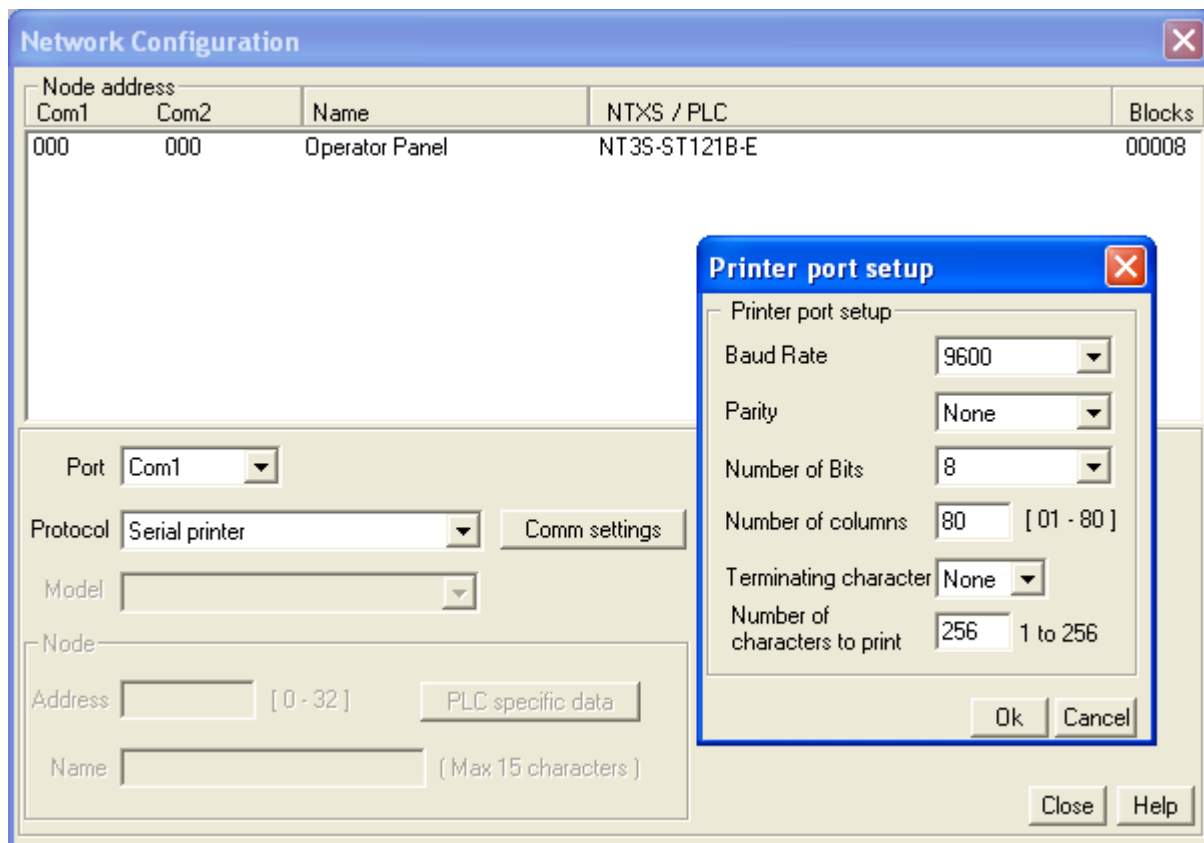 Network Configuration
Node address
Com1 Com2 Name NTXS / PLC Blocks
000 000 Operator Panel NT3S-ST121B-E 00008
Port Com1
Protocol Serial printer Comm settings
Model
Node
Address [ 0 - 32 ] PLC specific data
Name ( Max 15 characters )
Printer port setup
Printer port setup
Baud Rate 9600
Parity None
Number of Bits 8
Number of columns 80 [ 01 - 80 ]
Terminating character None
Number of
characters to print 256 1 to 256
Ok Cancel
Close Help